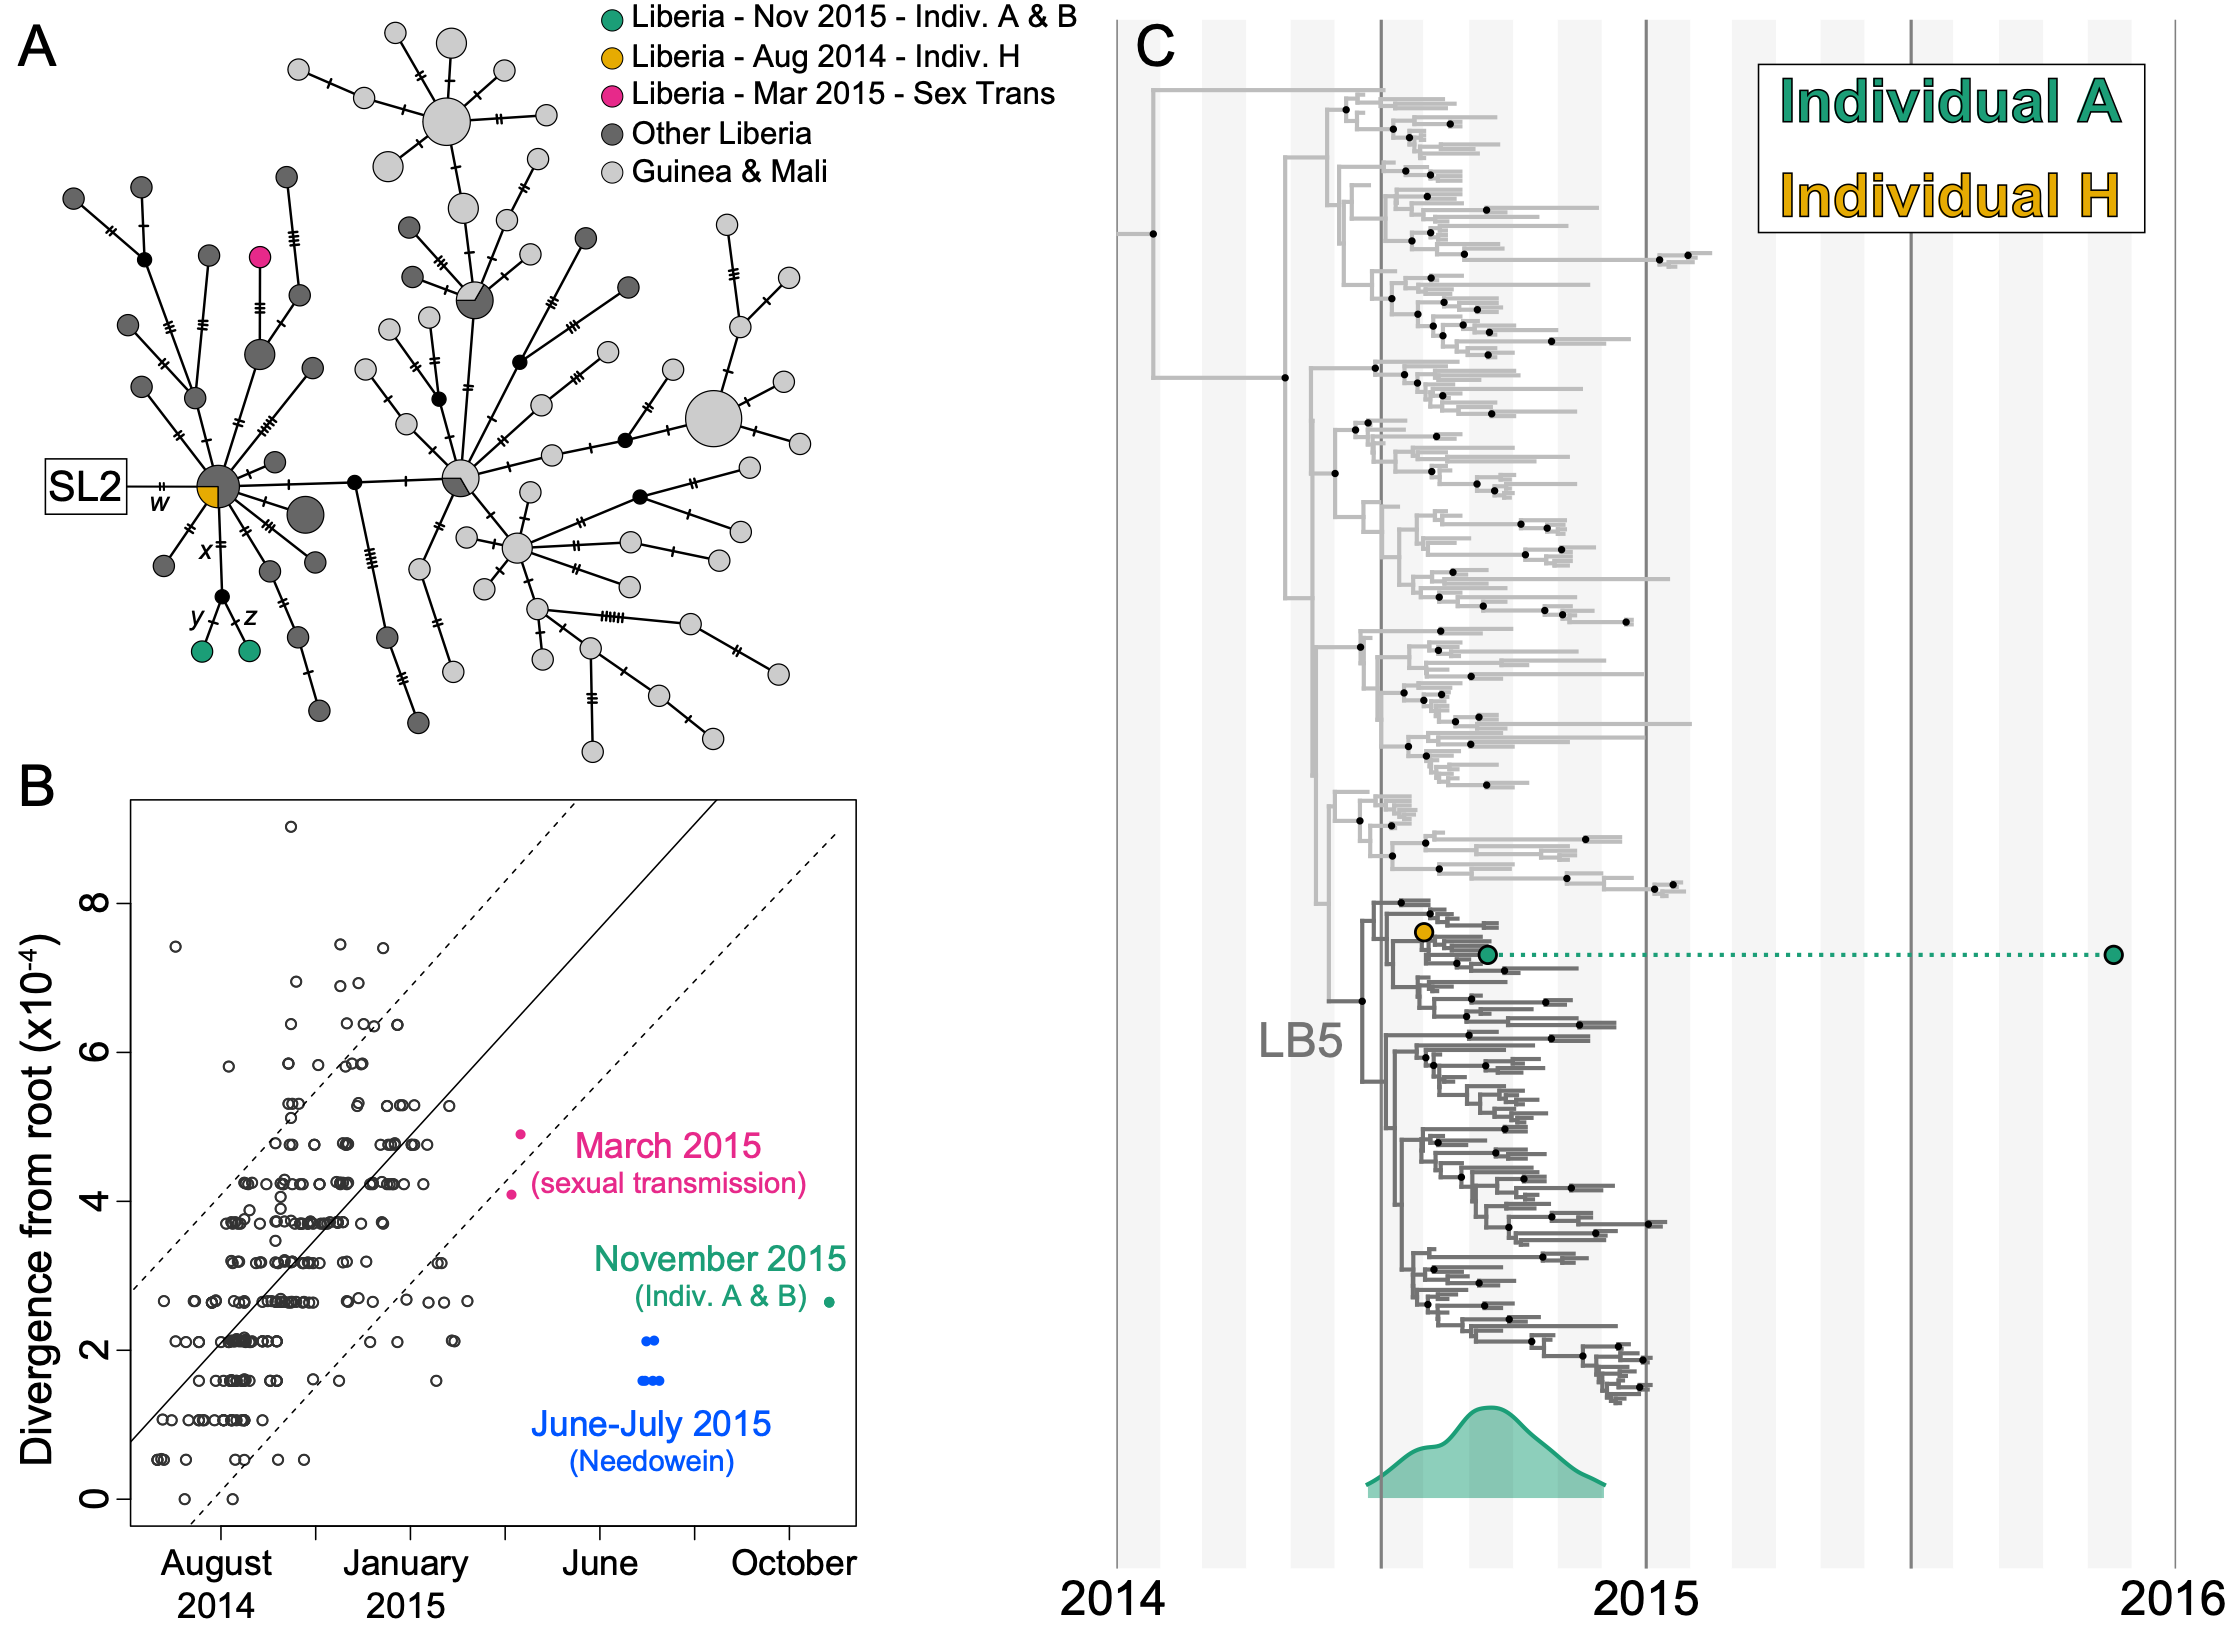 A
Liberia - Nov 2015 - Indiv. A & B
Liberia - Aug 2014 - Indiv. H
Liberia - Mar 2015 - Sex Trans
Other Liberia
Guinea & Mali
SL2
w
x
y
z
B
Divergence from root (x10-4)
8
6
4
2
0
March 2015
(sexual transmission)
November 2015
(Indiv. A & B)
June-July 2015
(Needowein)
August
2014
January
2015
June
October
C
Individual A
Individual H
LB5
2014
2015
2016